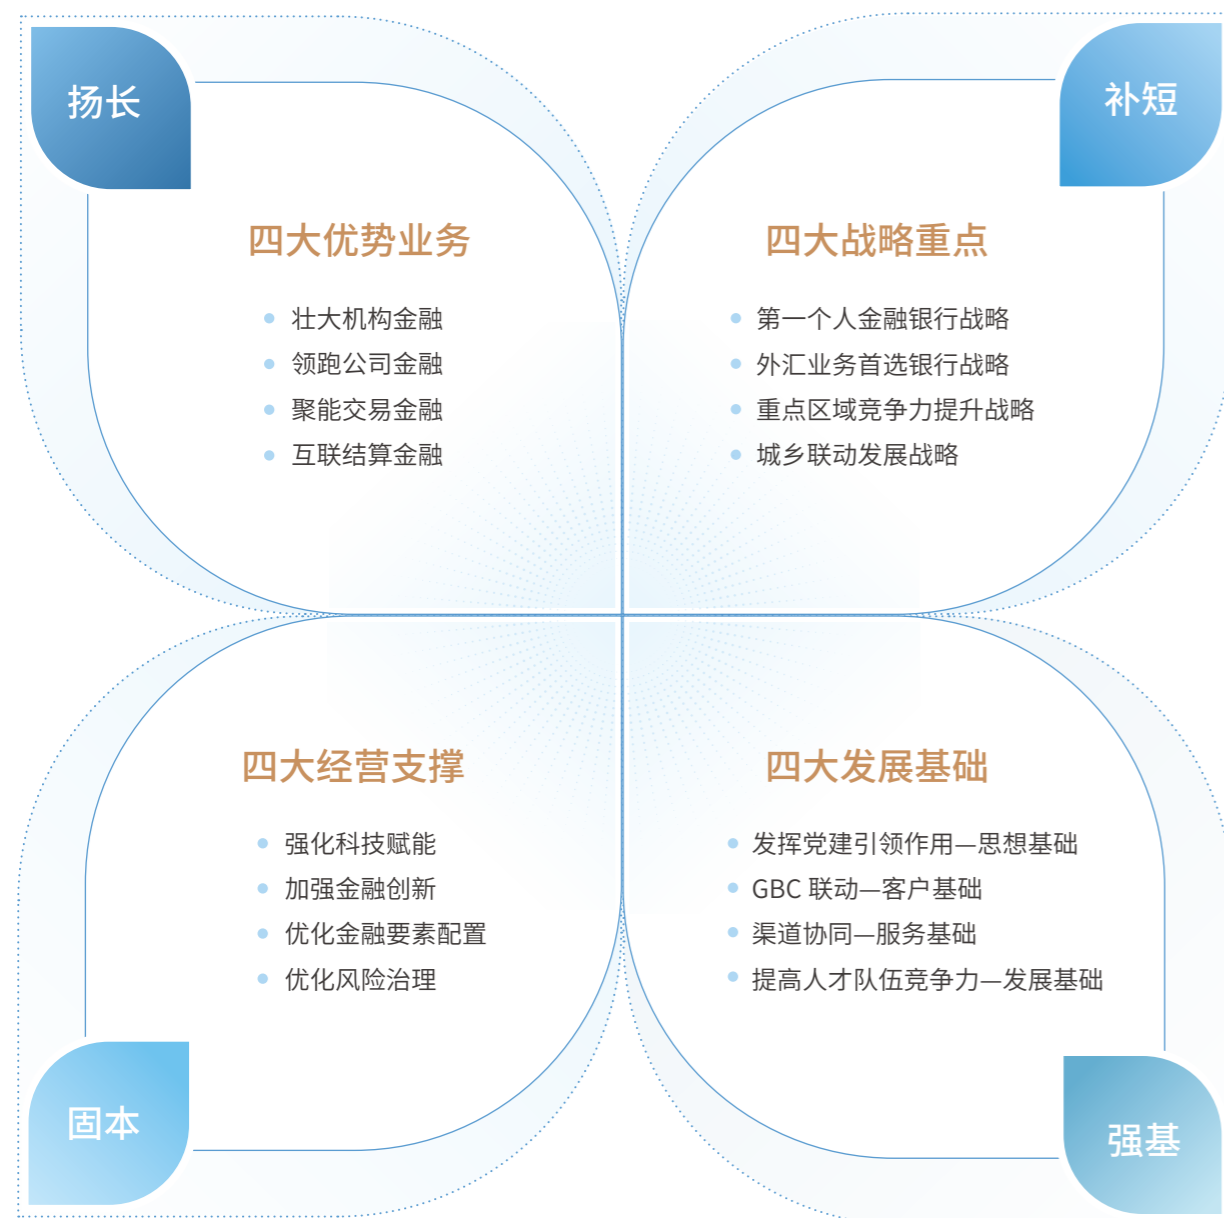 扬长
四大优势业务
壮大机构金融
领跑公司金融
聚能交易金融
互联结算金融
补短
四大战略重点
第一个人金融银行战略
外汇业务首选银行战略
重点区域竞争力提升战略
城乡联动发展战略
四大经营支撑
强化科技赋能
加强金融创新
优化金融要素配置
优化风险治理
固本
四大发展基础
发挥党建引领作用—思想基础
GBC 联动—客户基础
渠道协同—服务基础
提高人才队伍竞争力—发展基础
强基